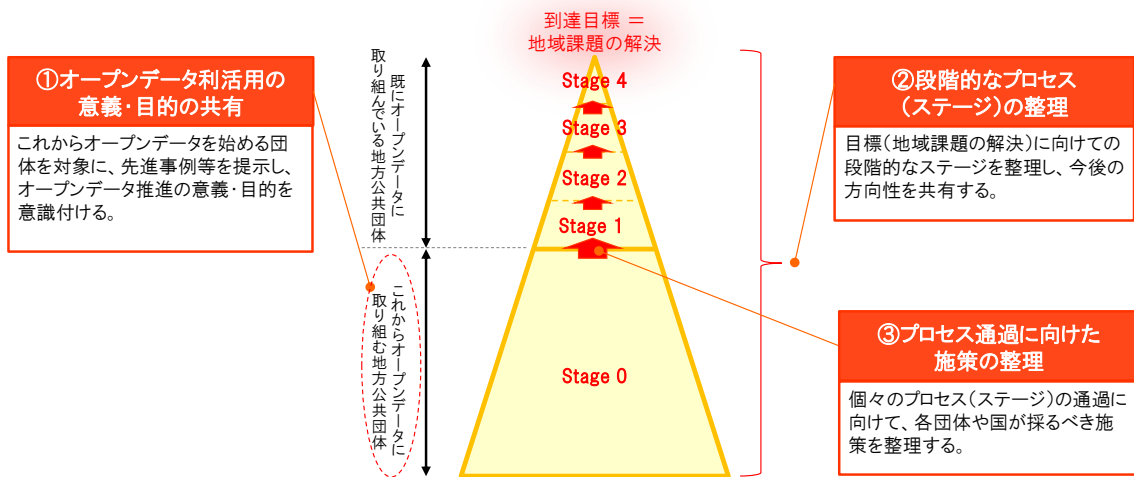 到達目標 =
地域課題の解決
①オープンデータ利活用の
意義・目的の共有
これからオープンデータを始める団
体を対象に、先進事例等を提示し、
オープンデータ推進の意義・目的を
意識付ける。
既にオープンデータに
取り組んでいる地方公共団体
これからオープンデータに
取り組む地方公共団体
Stage 4
Stage 3
Stage 2
Stage 1
Stage 0
②段階的なプロセス
（ステージ）の整理
目標（地域課題の解決）に向けての
段階的なステージを整理し、今後の
方向性を共有する。
③プロセス通過に向けた
施策の整理
個々のプロセス（ステージ）の通過に
向けて、各団体や国が採るべき施
策を整理する。